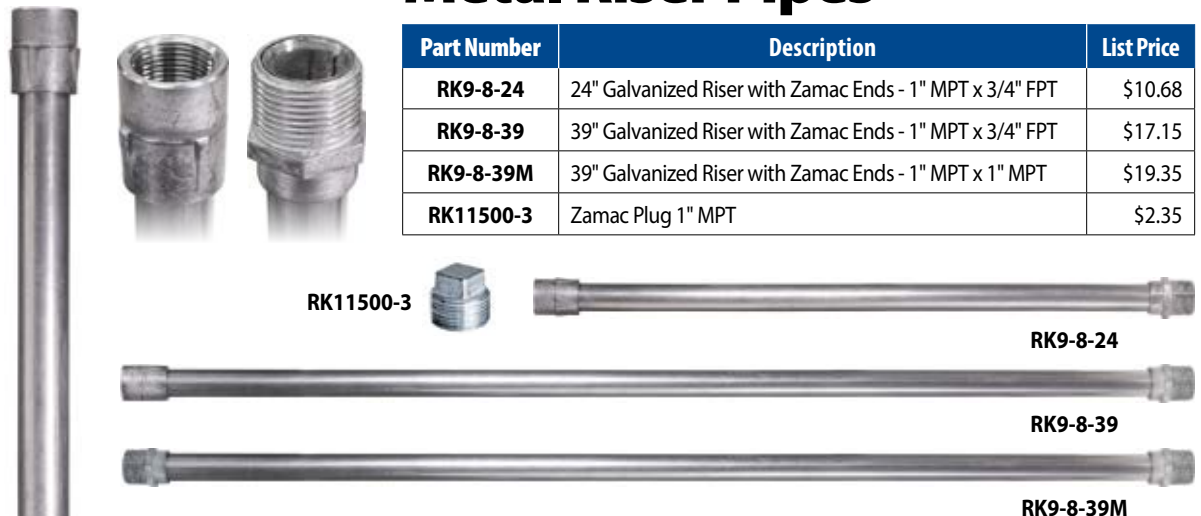 Metal Riser Pipes
Part Number Description List Price
RK9-8-24 24" Galvanized Riser with Zamac Ends - 1" MPT x 3/4" FPT $10.68
RK9-8-39 39" Galvanized Riser with Zamac Ends - 1" MPT x 3/4" FPT $17.15
RK9-8-39M 39" Galvanized Riser with Zamac Ends - 1" MPT x 1" MPT $19.35
RK11500-3 Zamac Plug 1" MPT $2.35
RK11500-3
RK9-8-24
RK9-8-39
RK9-8-39M